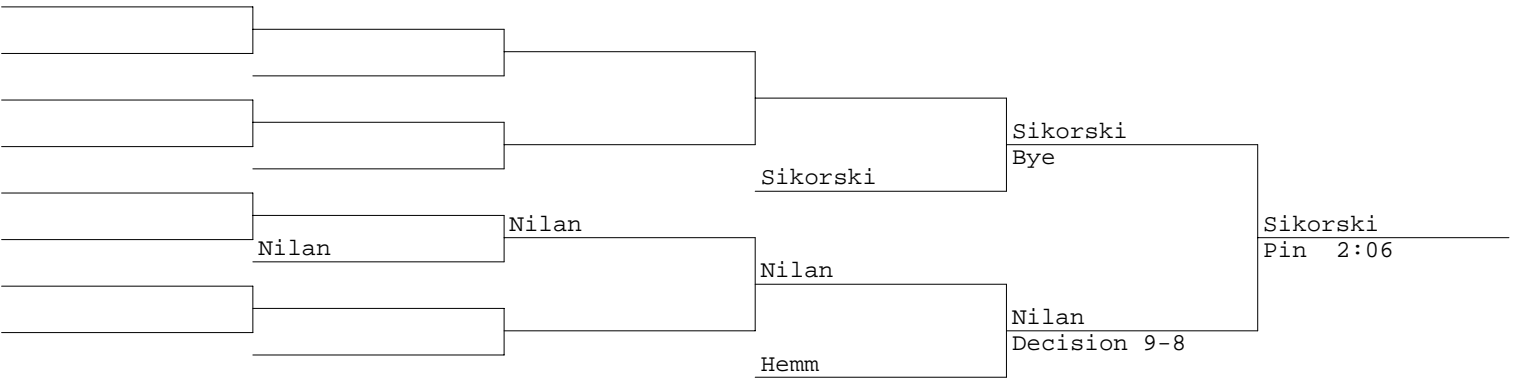 Sikorski
Bye
Sikorski
Nilan
Sikorski
Nilan
Pin 2:06
Nilan
Nilan
Decision 9-8
Hemm